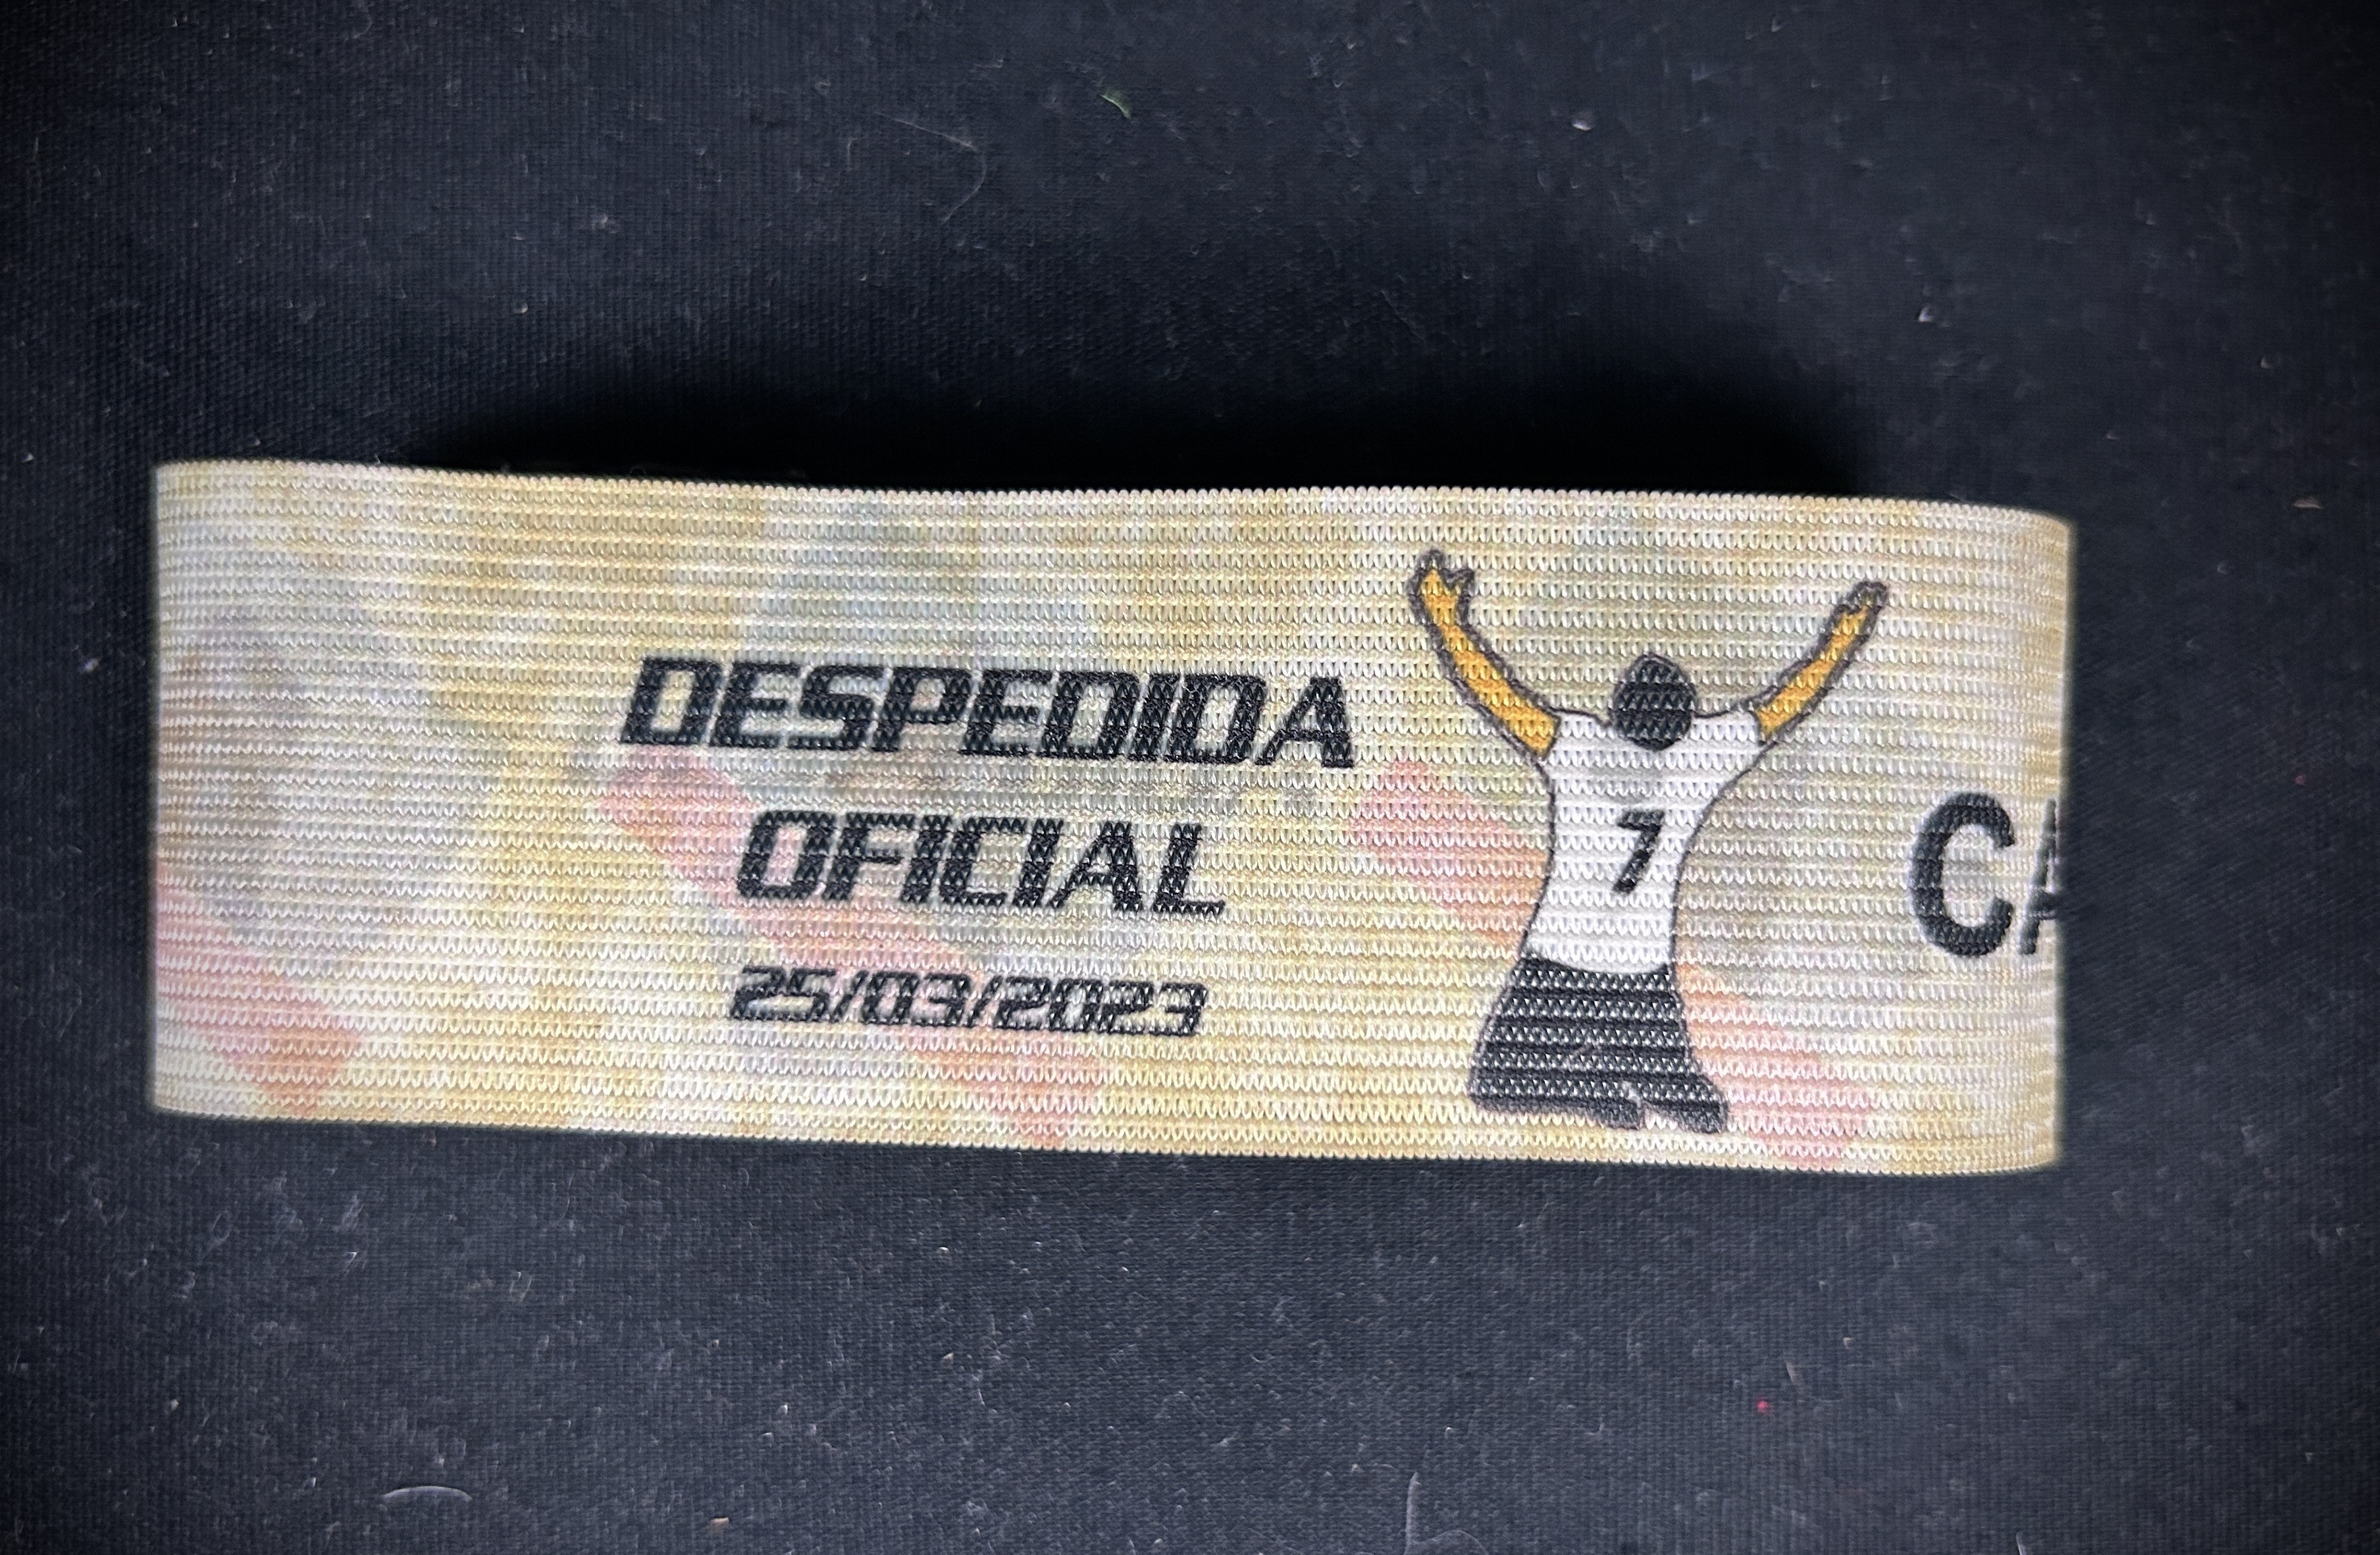 DESPEDIDA
OFICIAL
25/03/2023
7